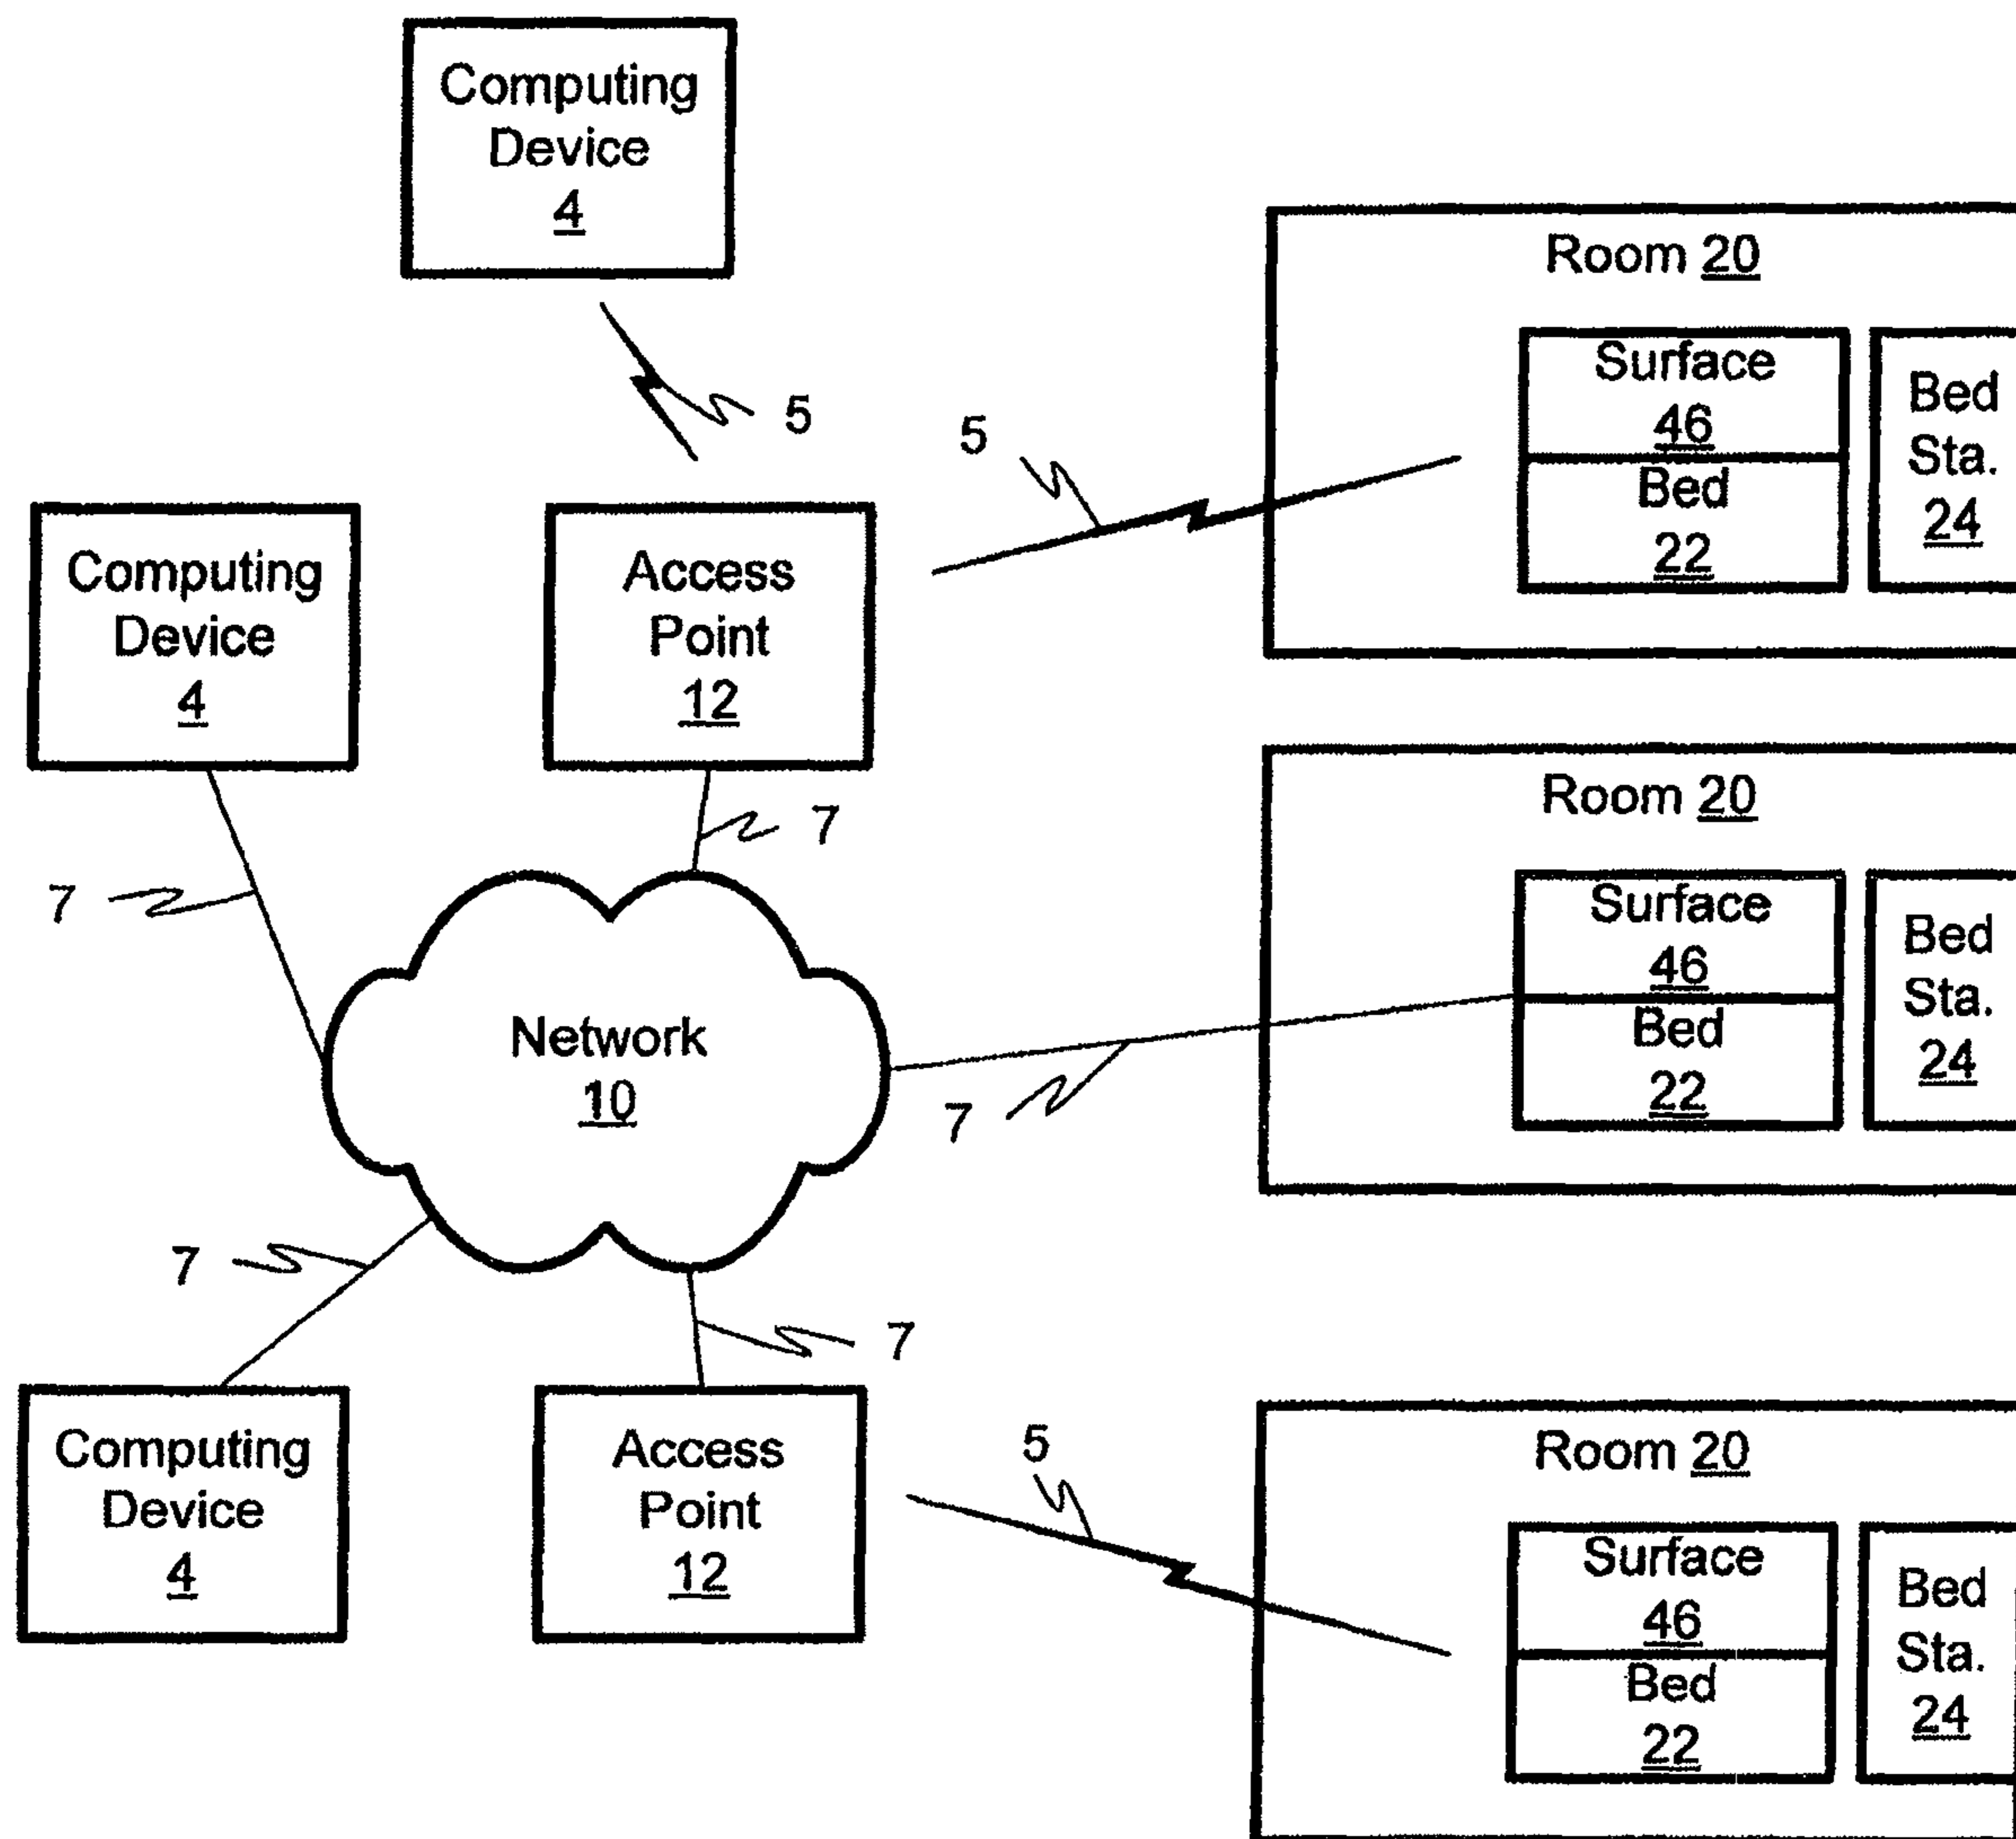 Computing
Device
4
5
5
Room 20
Surface
46
Bed
22
Bed
Sta.
24
Computing
Device
4
Access
Point
12
7
7
Room 20
Surface
46
Bed
22
Bed
Sta.
24
Network
10
7
7
7
Computing
Device
4
Access
Point
12
5
Room 20
Surface
46
Bed
22
Bed
Sta.
24